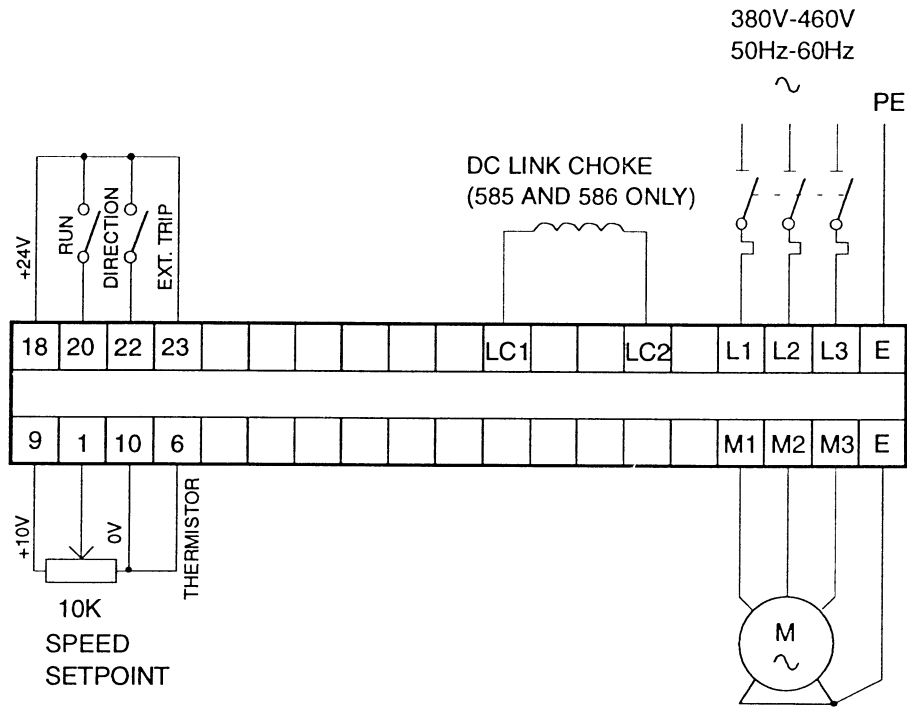 380V-460V
50Hz-60Hz
PE
DC LINK CHOKE
(585 AND 586 ONLY)
+24V
RUN
DIRECTION
EXT. TRIP
18 20 22 23 LC1 LC2 L1 L2 L3 E
9 1 10 6 M1 M2 M3 E
+10V
0V
THERMISTOR
10K
SPEED
SETPOINT
M